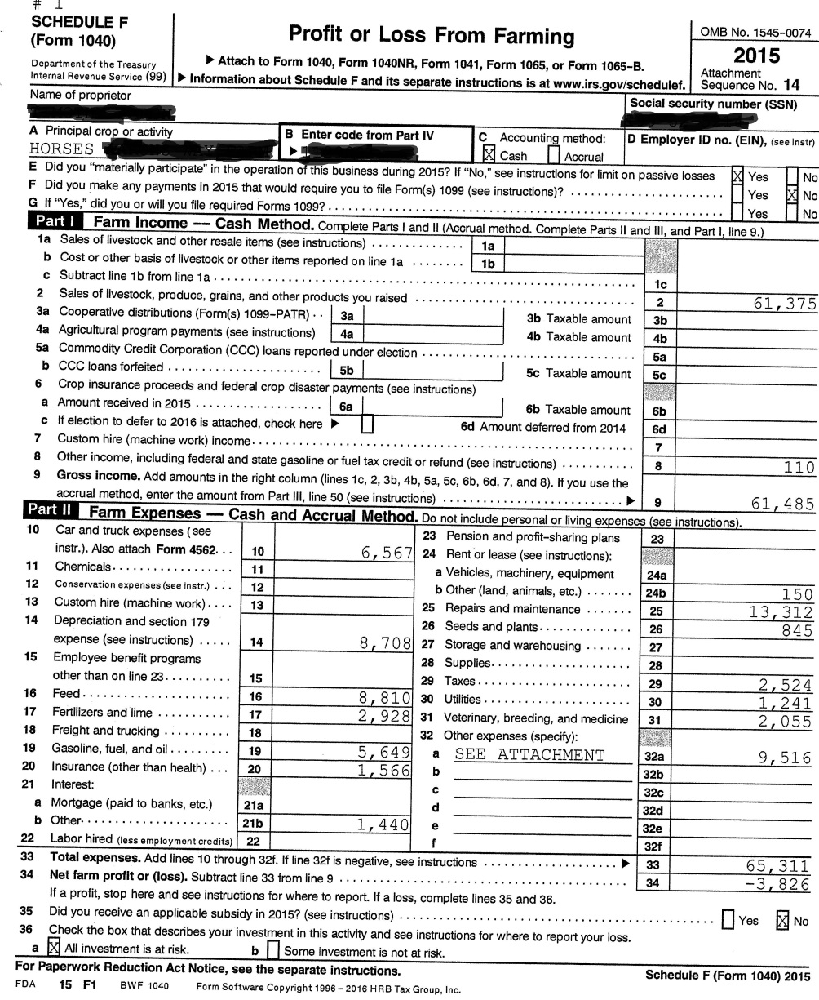 # 1
SCHEDULE F
(Form 1040)
Department of the Treasury
Internal Revenue Service (99)
Profit or Loss From Farming
▶ Attach to Form 1040, Form 1040NR, Form 1041, Form 1065, or Form 1065-B.
▶ Information about Schedule F and its separate instructions is at www.irs.gov/schedulef.
OMB No. 1545-0074
2015
Attachment
Sequence No. 14
Name of proprietor
Social security number (SSN)
A Principal crop or activity
HORSES
B Enter code from Part IV
▶
C Accounting method:
X Cash Accrual
D Employer ID no. (EIN), (see instr)
E Did you "materially participate" in the operation of this business during 2015? If "No," see instructions for limit on passive losses X Yes No
F Did you make any payments in 2015 that would require you to file Form(s) 1099 (see instructions)? Yes X No
G If "Yes," did you or will you file required Forms 1099? Yes No
Part I Farm Income — Cash Method. Complete Parts I and II (Accrual method. Complete Parts II and III, and Part I, line 9.)
1a Sales of livestock and other resale items (see instructions) 1a
b Cost or other basis of livestock or other items reported on line 1a 1b
c Subtract line 1b from line 1a 1c
2 Sales of livestock, produce, grains, and other products you raised 2 61,375
3a Cooperative distributions (Form(s) 1099-PATR) 3a 3b Taxable amount 3b
4a Agricultural program payments (see instructions) 4a 4b Taxable amount 4b
5a Commodity Credit Corporation (CCC) loans reported under election 5a
b CCC loans forfeited 5b 5c Taxable amount 5c
6 Crop insurance proceeds and federal crop disaster payments (see instructions)
a Amount received in 2015 6a 6b Taxable amount 6b
c If election to defer to 2016 is attached, check here ▶ 6d Amount deferred from 2014 6d
7 Custom hire (machine work) income 7
8 Other income, including federal and state gasoline or fuel tax credit or refund (see instructions) 8 110
9 Gross income. Add amounts in the right column (lines 1c, 2, 3b, 4b, 5a, 5c, 6b, 6d, 7, and 8). If you use the
accrual method, enter the amount from Part III, line 50 (see instructions) ▶ 9 61,485
Part II Farm Expenses — Cash and Accrual Method. Do not include personal or living expenses (see instructions).
10 Car and truck expenses (see
instr.). Also attach Form 4562 10 6,567
11 Chemicals 11
12 Conservation expenses (see instr.) 12
13 Custom hire (machine work) 13
14 Depreciation and section 179
expense (see instructions) 14 8,708
15 Employee benefit programs
other than on line 23 15
16 Feed 16 8,810
17 Fertilizers and lime 17 2,928
18 Freight and trucking 18
19 Gasoline, fuel, and oil 19 5,649
20 Insurance (other than health) 20 1,566
21 Interest:
a Mortgage (paid to banks, etc.) 21a
b Other 21b 1,440
22 Labor hired (less employment credits) 22
23 Pension and profit-sharing plans 23
24 Rent or lease (see instructions):
a Vehicles, machinery, equipment 24a
b Other (land, animals, etc.) 24b 150
25 Repairs and maintenance 25 13,312
26 Seeds and plants 26 845
27 Storage and warehousing 27
28 Supplies 28
29 Taxes 29 2,524
30 Utilities 30 1,241
31 Veterinary, breeding, and medicine 31 2,055
32 Other expenses (specify):
a SEE ATTACHMENT 32a 9,516
b 32b
c 32c
d 32d
e 32e
f 32f
33 Total expenses. Add lines 10 through 32f. If line 32f is negative, see instructions ▶ 33 65,311
34 Net farm profit or (loss). Subtract line 33 from line 9 34 -3,826
If a profit, stop here and see instructions for where to report. If a loss, complete lines 35 and 36.
35 Did you receive an applicable subsidy in 2015? (see instructions) Yes X No
36 Check the box that describes your investment in this activity and see instructions for where to report your loss.
a X All investment is at risk. b Some investment is not at risk.
For Paperwork Reduction Act Notice, see the separate instructions.
Schedule F (Form 1040) 2015
FDA 15 F1 BWF 1040 Form Software Copyright 1996 - 2016 HRB Tax Group, Inc.